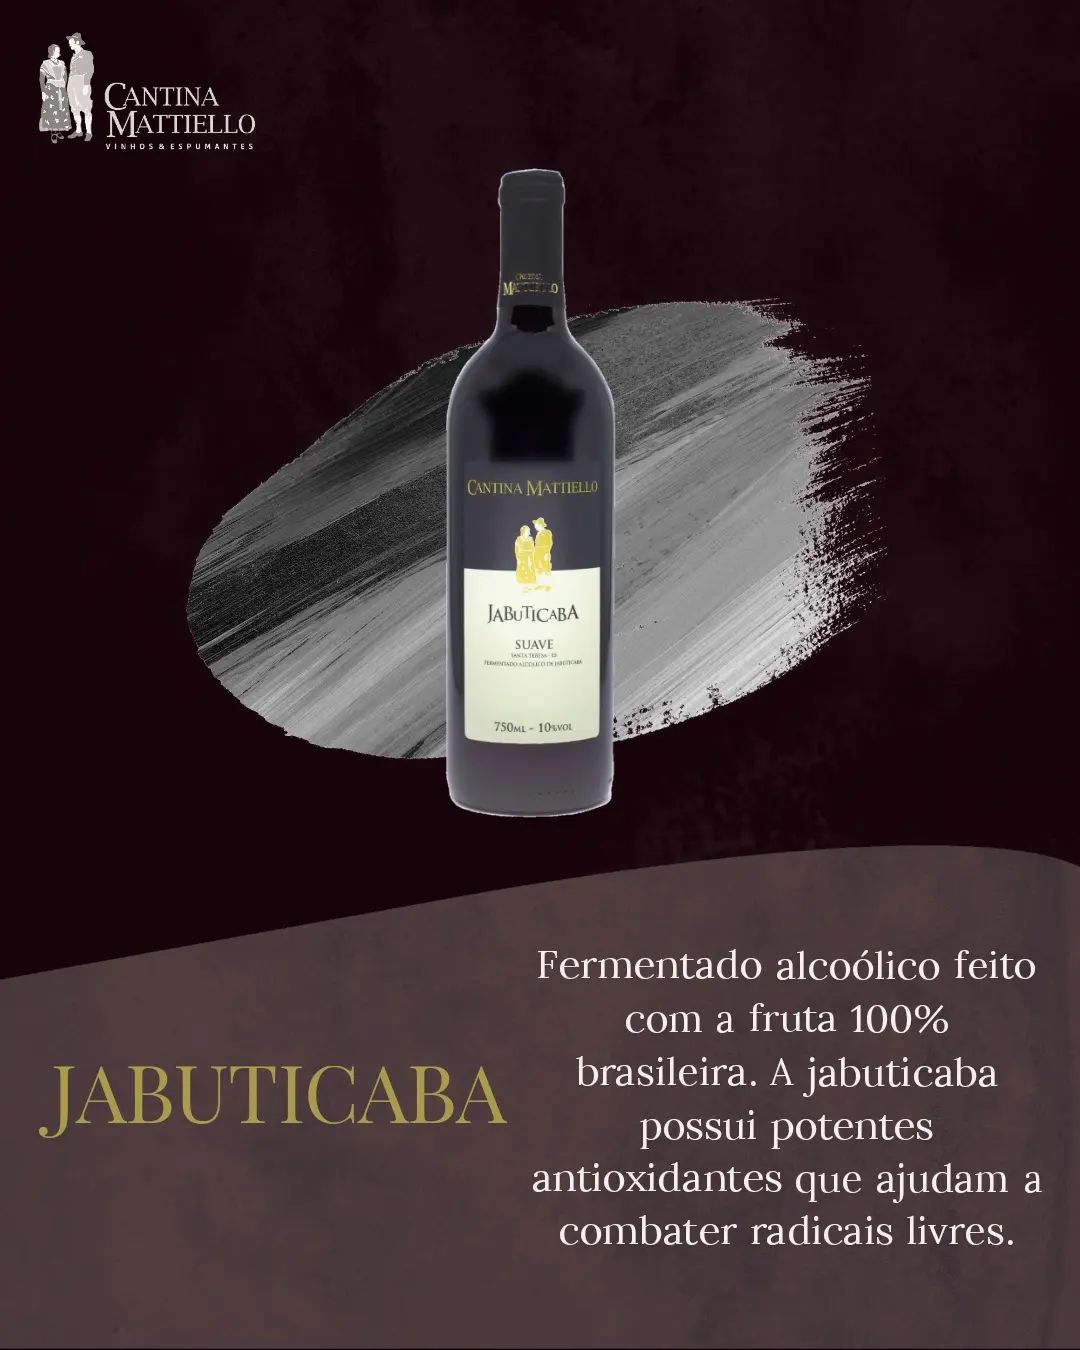 CANTINA
MATTIELLO
VINHOS & ESPUMANTES
MATTIELLO
CANTINA MATTIELLO
JABUTICABA
SUAVE
SANTA TERESA - ES
FERMENTADO ALCOÓLICO DE JABUTICABA
750ML - 10%VOL
Fermentado alcoólico feito
com a fruta 100%
brasileira. A jabuticaba
JABUTICABA
possui potentes
antioxidantes que ajudam a
combater radicais livres.